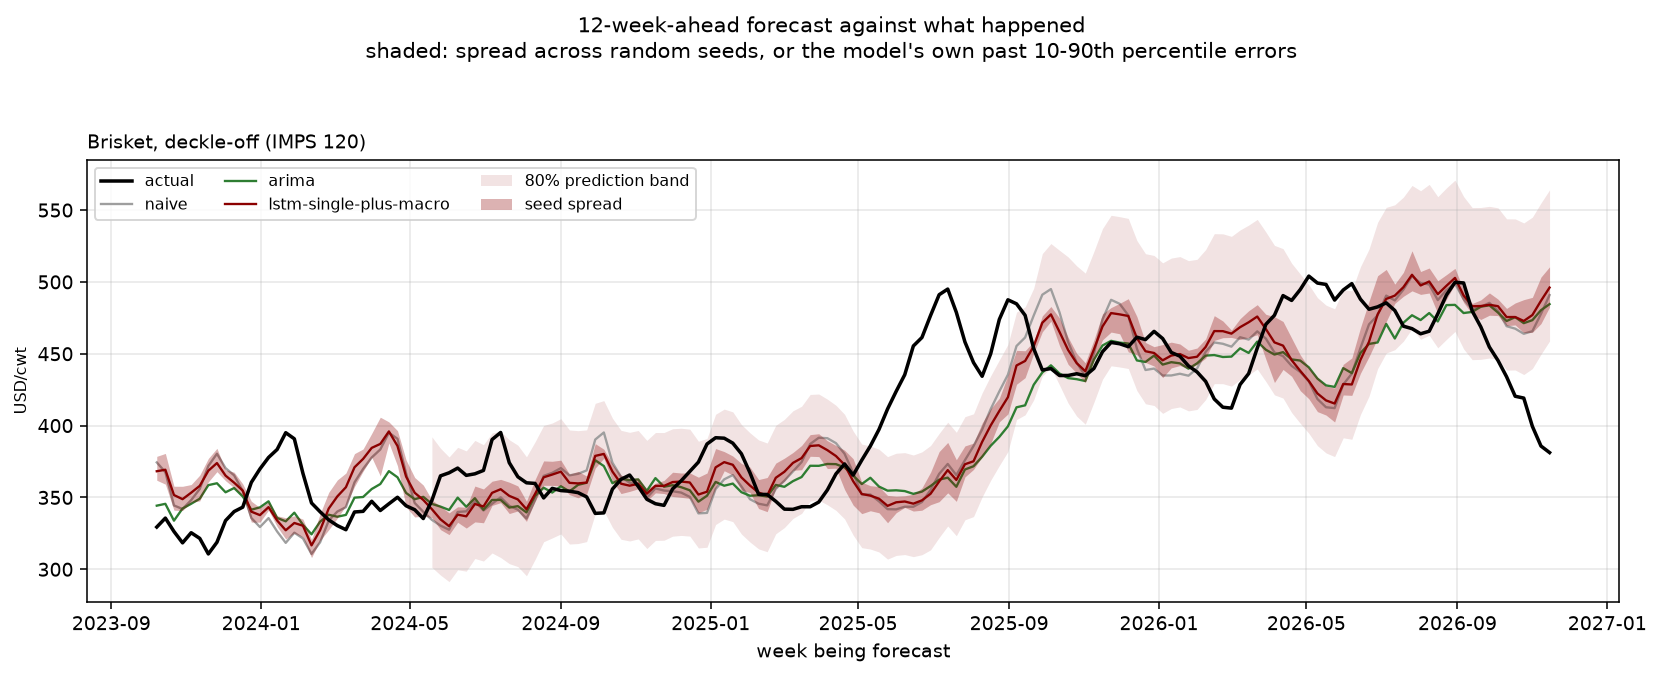 12-week-ahead forecast against what happened
shaded: spread across random seeds, or the model's own past 10-90th percentile errors
Brisket, deckle-off (IMPS 120)
actual
naive
arima
lstm-single-plus-macro
80% prediction band
seed spread
USD/cwt
550
500
450
400
350
300
2023-09 2024-01 2024-05 2024-09 2025-01 2025-05 2025-09 2026-01 2026-05 2026-09 2027-01
week being forecast